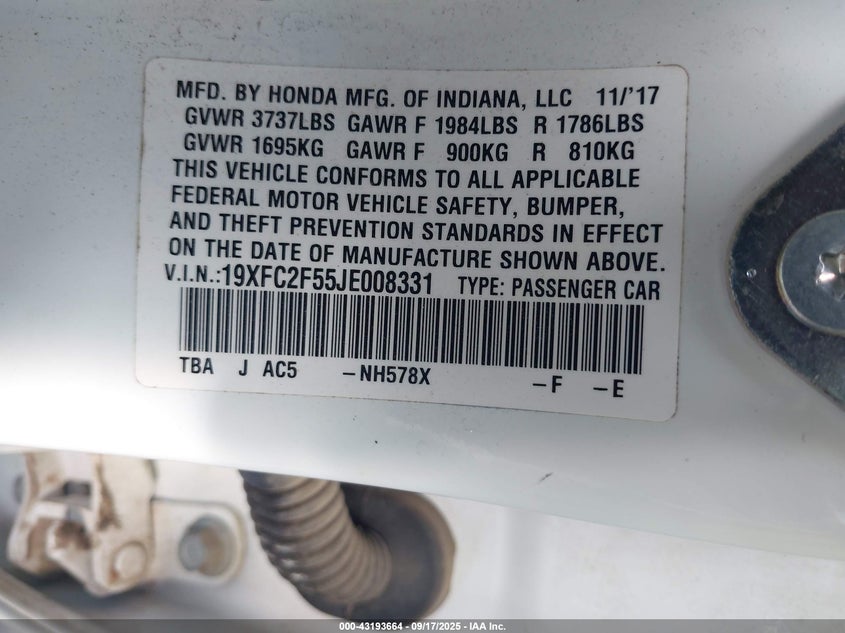 MFD. BY HONDA MFG. OF INDIANA, LLC 11/'17
GVWR 3737LBS GAWR F 1984LBS R 1786LBS
GVWR 1695KG GAWR F 900KG R 810KG
THIS VEHICLE CONFORMS TO ALL APPLICABLE
FEDERAL MOTOR VEHICLE SAFETY, BUMPER,
AND THEFT PREVENTION STANDARDS IN EFFECT
ON THE DATE OF MANUFACTURE SHOWN ABOVE.
V.I.N.:19XFC2F55JE008331 TYPE: PASSENGER CAR
TBA J AC5 –NH578X –F –E
000-43193664 - 09/17/2025 - IAA Inc.